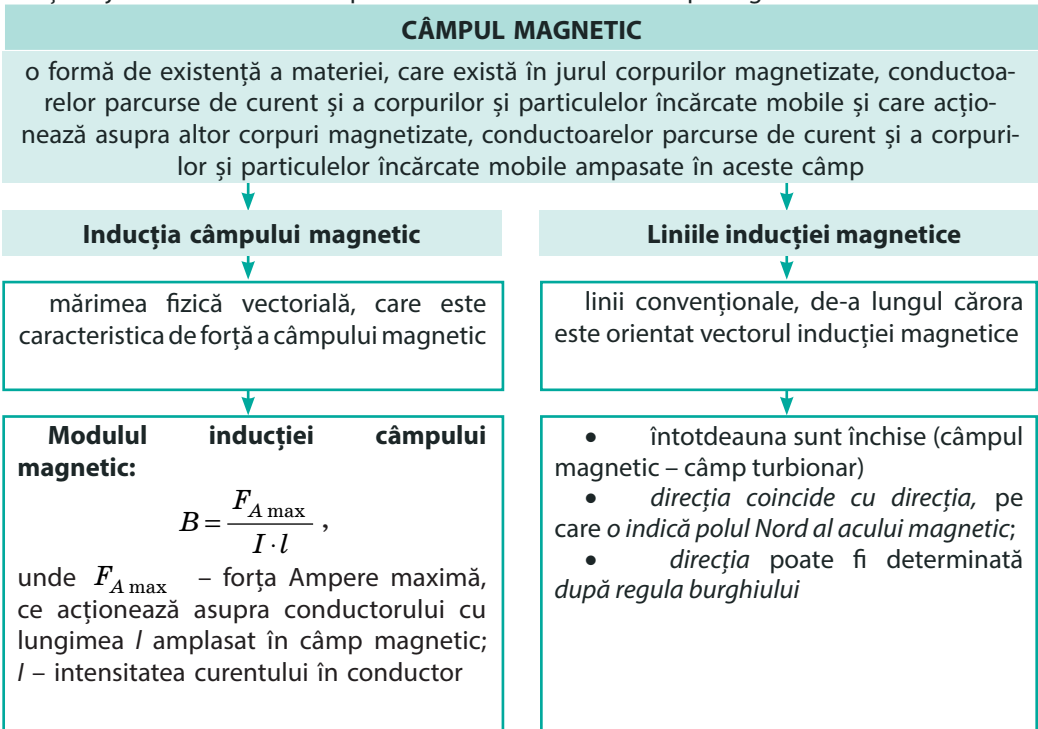 CÂMPUL MAGNETIC
o formă de existență a materiei, care există în jurul corpurilor magnetizate, conductoa-
relor parcurse de curent și a corpurilor și particulelor încărcate mobile și care acțio-
nează asupra altor corpuri magnetizate, conductoarelor parcurse de curent și a corpuri-
lor și particulelor încărcate mobile ampasate în aceste câmp
Inducția câmpului magnetic
mărimea fizică vectorială, care este
caracteristica de forță a câmpului magnetic
Modulul inducției câmpului
magnetic:
B = F_{A max} / (I · l) ,
unde F_{A max} – forța Ampere maximă,
ce acționează asupra conductorului cu
lungimea l amplasat în câmp magnetic;
I – intensitatea curentului în conductor
Liniile inducției magnetice
linii convenționale, de-a lungul cărora
este orientat vectorul inducției magnetice
• întotdeauna sunt închise (câmpul
magnetic – câmp turbionar)
• direcția coincide cu direcția, pe
care o indică polul Nord al acului magnetic;
• direcția poate fi determinată
după regula burghiului